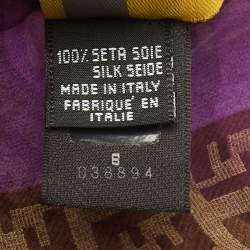 100% SETA SOIE
SILK SEIDE
MADE IN ITALY
FABRIQUÉ EN
ITALIE
B
038894